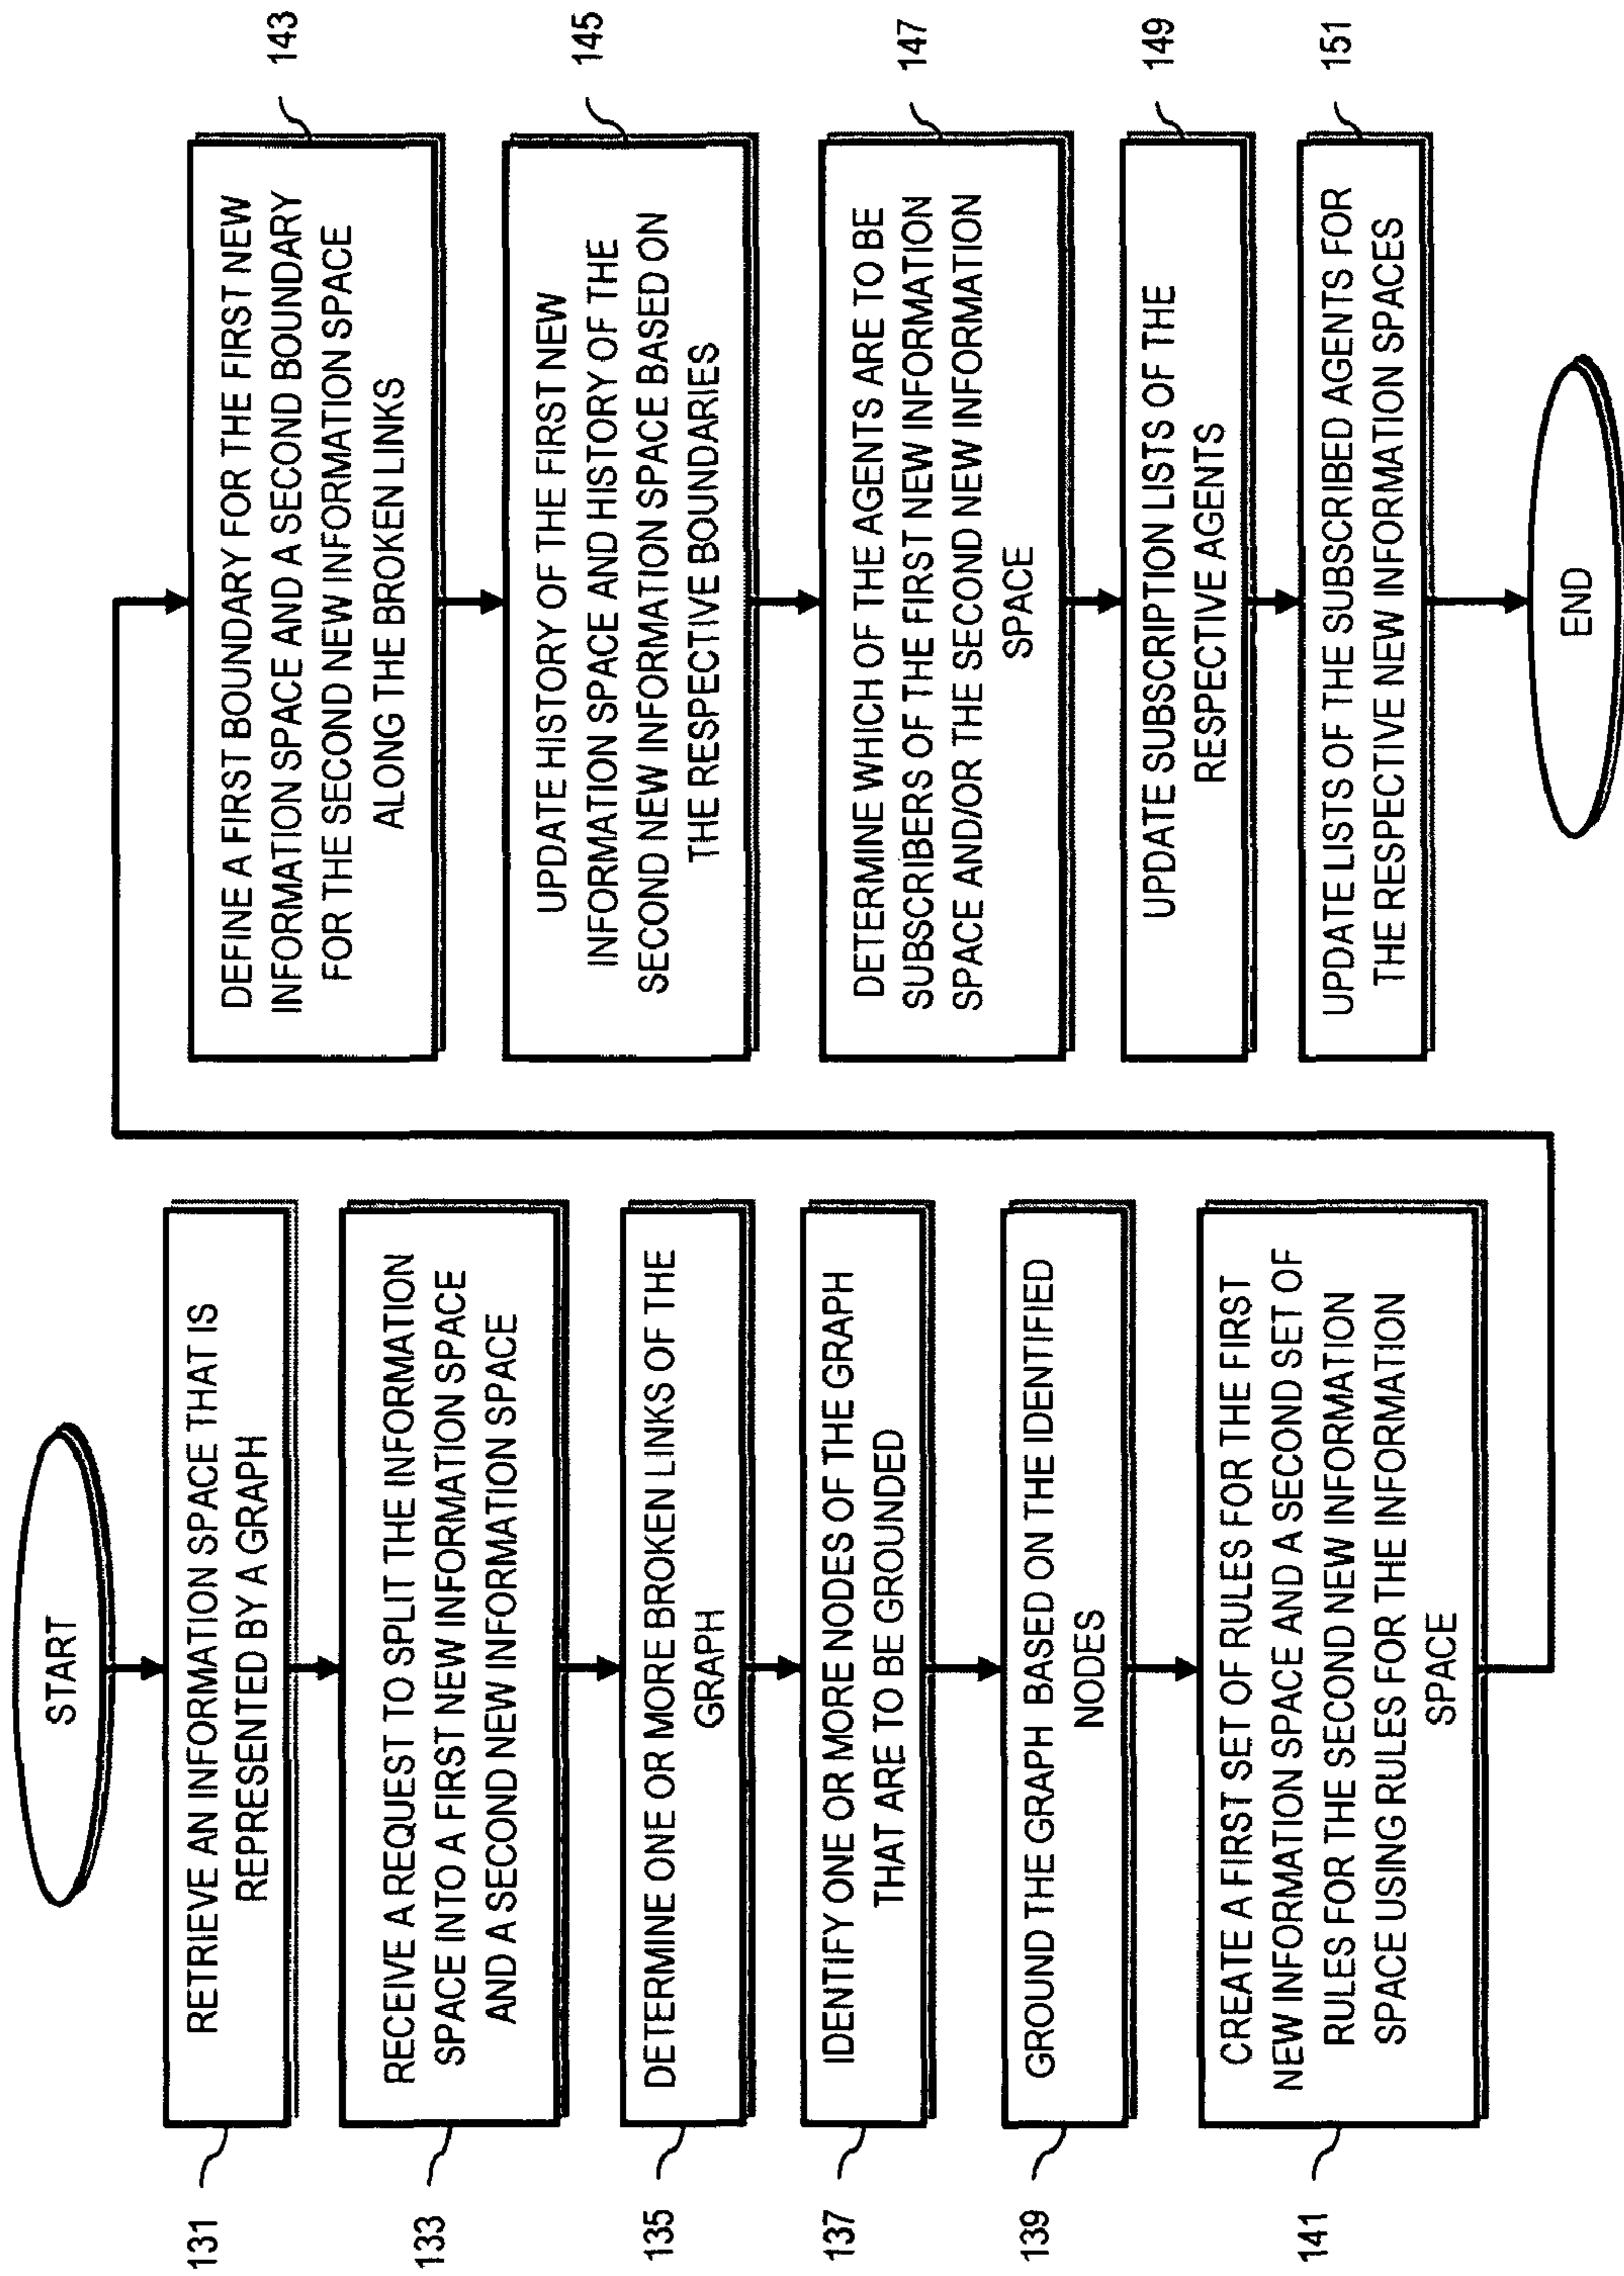 START
131
RETRIEVE AN INFORMATION SPACE THAT IS
REPRESENTED BY A GRAPH
133
RECEIVE A REQUEST TO SPLIT THE INFORMATION
SPACE INTO A FIRST NEW INFORMATION SPACE
AND A SECOND NEW INFORMATION SPACE
135
DETERMINE ONE OR MORE BROKEN LINKS OF THE
GRAPH
137
IDENTIFY ONE OR MORE NODES OF THE GRAPH
THAT ARE TO BE GROUNDED
139
GROUND THE GRAPH BASED ON THE IDENTIFIED
NODES
141
CREATE A FIRST SET OF RULES FOR THE FIRST
NEW INFORMATION SPACE AND A SECOND SET OF
RULES FOR THE SECOND NEW INFORMATION
SPACE USING RULES FOR THE INFORMATION
SPACE
143
DEFINE A FIRST BOUNDARY FOR THE FIRST NEW
INFORMATION SPACE AND A SECOND BOUNDARY
FOR THE SECOND NEW INFORMATION SPACE
ALONG THE BROKEN LINKS
145
UPDATE HISTORY OF THE FIRST NEW
INFORMATION SPACE AND HISTORY OF THE
SECOND NEW INFORMATION SPACE BASED ON
THE RESPECTIVE BOUNDARIES
147
DETERMINE WHICH OF THE AGENTS ARE TO BE
SUBSCRIBERS OF THE FIRST NEW INFORMATION
SPACE AND/OR THE SECOND NEW INFORMATION
SPACE
149
UPDATE SUBSCRIPTION LISTS OF THE
RESPECTIVE AGENTS
151
UPDATE LISTS OF THE SUBSCRIBED AGENTS FOR
THE RESPECTIVE NEW INFORMATION SPACES
END